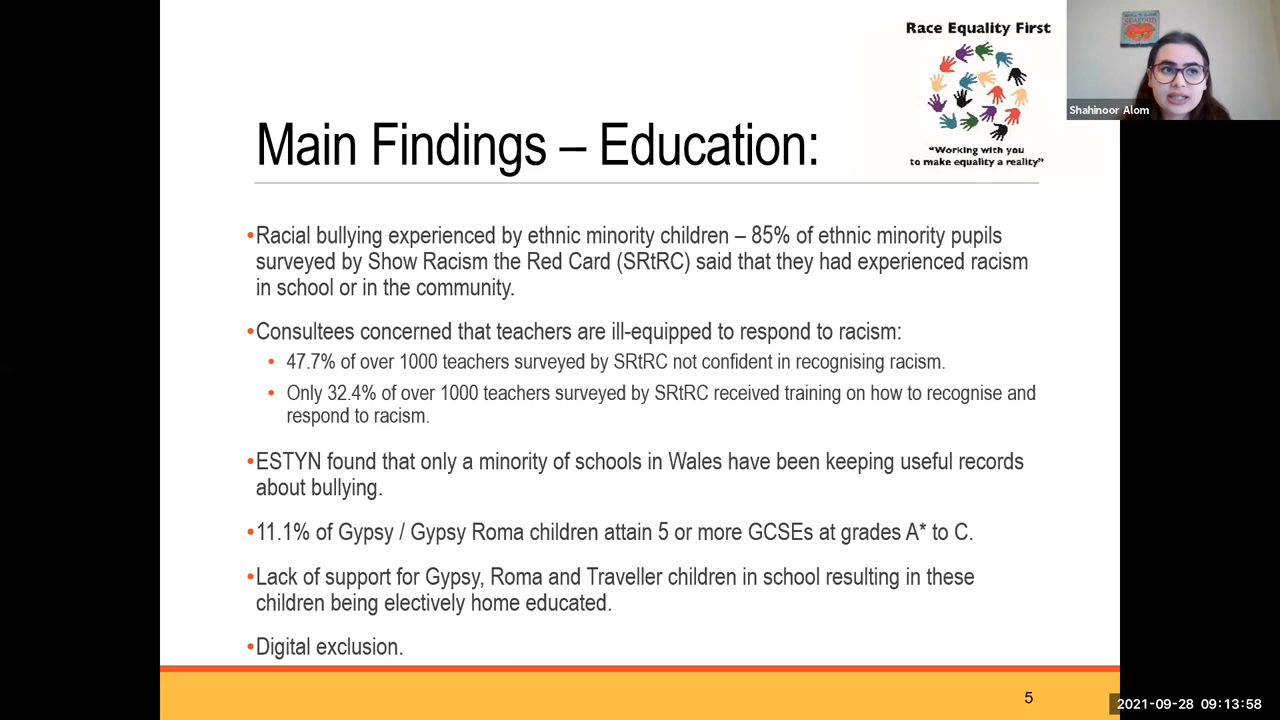 Race Equality First
"Working with you
to make equality a reality"
SEAFOOD
Shahinoor Alom
Main Findings – Education:
•Racial bullying experienced by ethnic minority children – 85% of ethnic minority pupils
surveyed by Show Racism the Red Card (SRtRC) said that they had experienced racism
in school or in the community.
•Consultees concerned that teachers are ill-equipped to respond to racism:
• 47.7% of over 1000 teachers surveyed by SRtRC not confident in recognising racism.
• Only 32.4% of over 1000 teachers surveyed by SRtRC received training on how to recognise and
respond to racism.
•ESTYN found that only a minority of schools in Wales have been keeping useful records
about bullying.
•11.1% of Gypsy / Gypsy Roma children attain 5 or more GCSEs at grades A* to C.
•Lack of support for Gypsy, Roma and Traveller children in school resulting in these
children being electively home educated.
•Digital exclusion.
5
2021-09-28 09:13:58